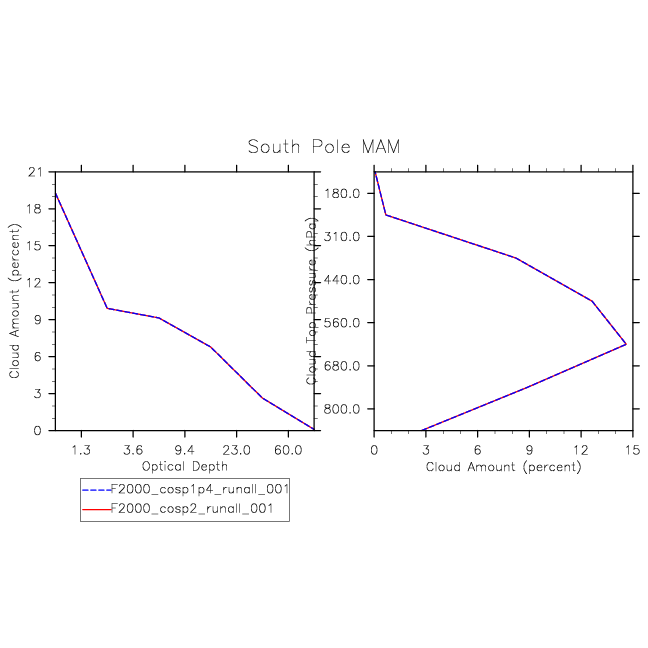 South Pole MAM
Cloud Amount (percent)
21
18
15
12
9
6
3
0
1.3 3.6 9.4 23.0 60.0
Optical Depth
Cloud Top Pressure (hPa)
180.0
310.0
440.0
560.0
680.0
800.0
0 3 6 9 12 15
Cloud Amount (percent)
F2000_cosp1p4_runall_001
F2000_cosp2_runall_001